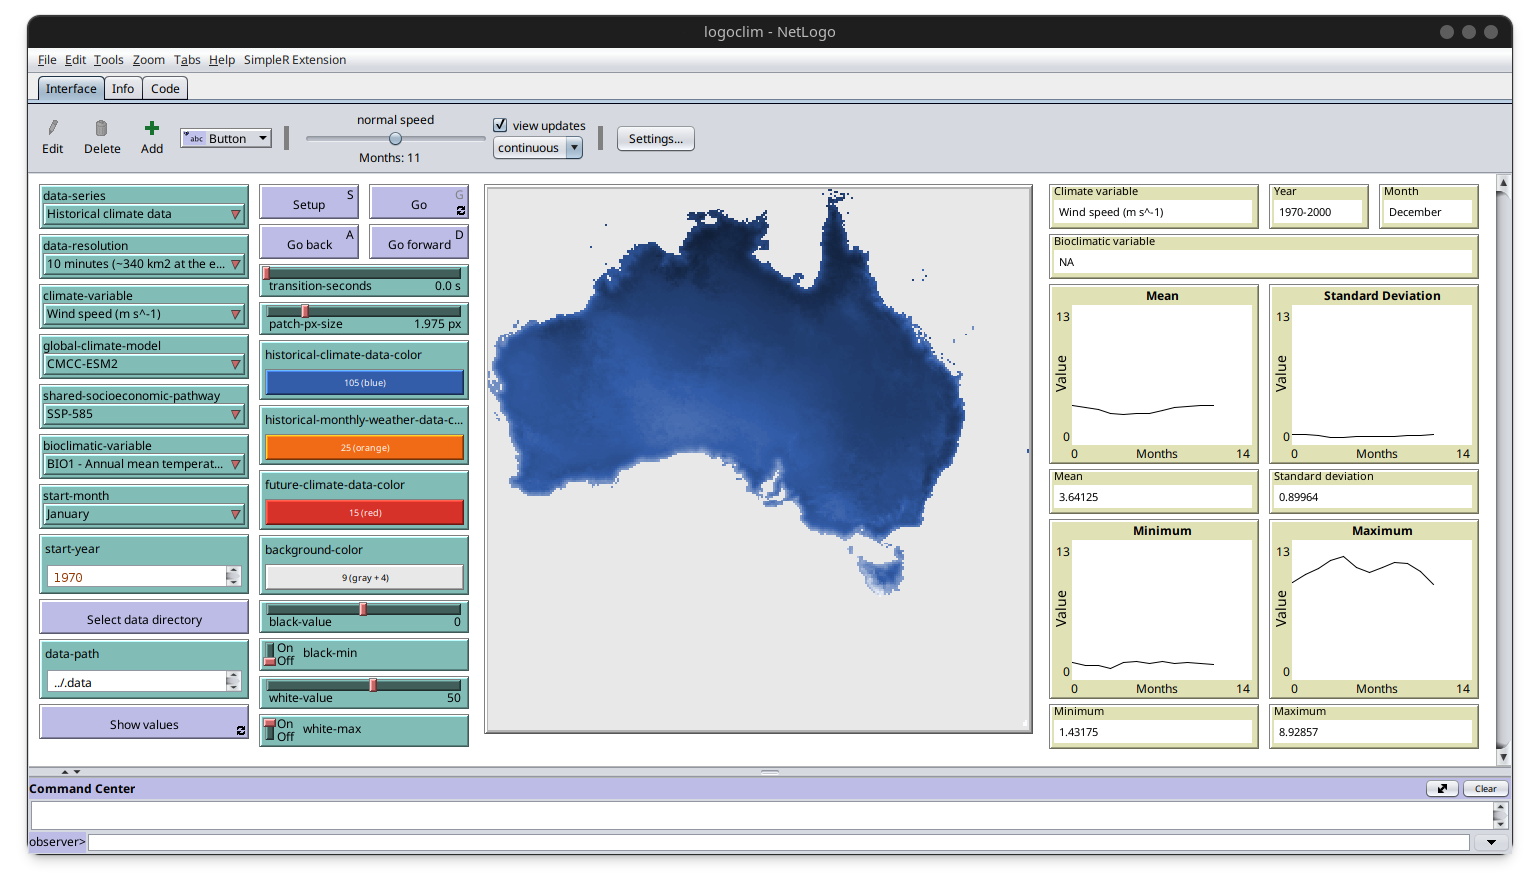 logoclim - NetLogo
File Edit Tools Zoom Tabs Help SimpleR Extension
Interface Info Code
Edit
Delete
Add
abc Button
normal speed
Months: 11
view updates
continuous
Settings...
data-series
Historical climate data
data-resolution
10 minutes (~340 km2 at the e...
climate-variable
Wind speed (m s^-1)
global-climate-model
CMCC-ESM2
shared-socioeconomic-pathway
SSP-585
bioclimatic-variable
BIO1 - Annual mean temperat...
start-month
January
start-year
1970
Select data directory
data-path
../.data
Show values
Setup S
Go G
Go back A
Go forward D
transition-seconds 0.0 s
patch-px-size 1.975 px
historical-climate-data-color
105 (blue)
historical-monthly-weather-data-c...
25 (orange)
future-climate-data-color
15 (red)
background-color
9 (gray + 4)
black-value 0
On
Off
black-min
white-value 50
On
Off
white-max
Climate variable
Wind speed (m s^-1)
Year
1970-2000
Month
December
Bioclimatic variable
NA
Mean
13
Value
0
0 Months 14
Standard Deviation
13
Value
0
0 Months 14
Mean
3.64125
Standard deviation
0.89964
Minimum
13
Value
0
0 Months 14
Maximum
13
Value
0
0 Months 14
Minimum
1.43175
Maximum
8.92857
Command Center
Clear
observer>